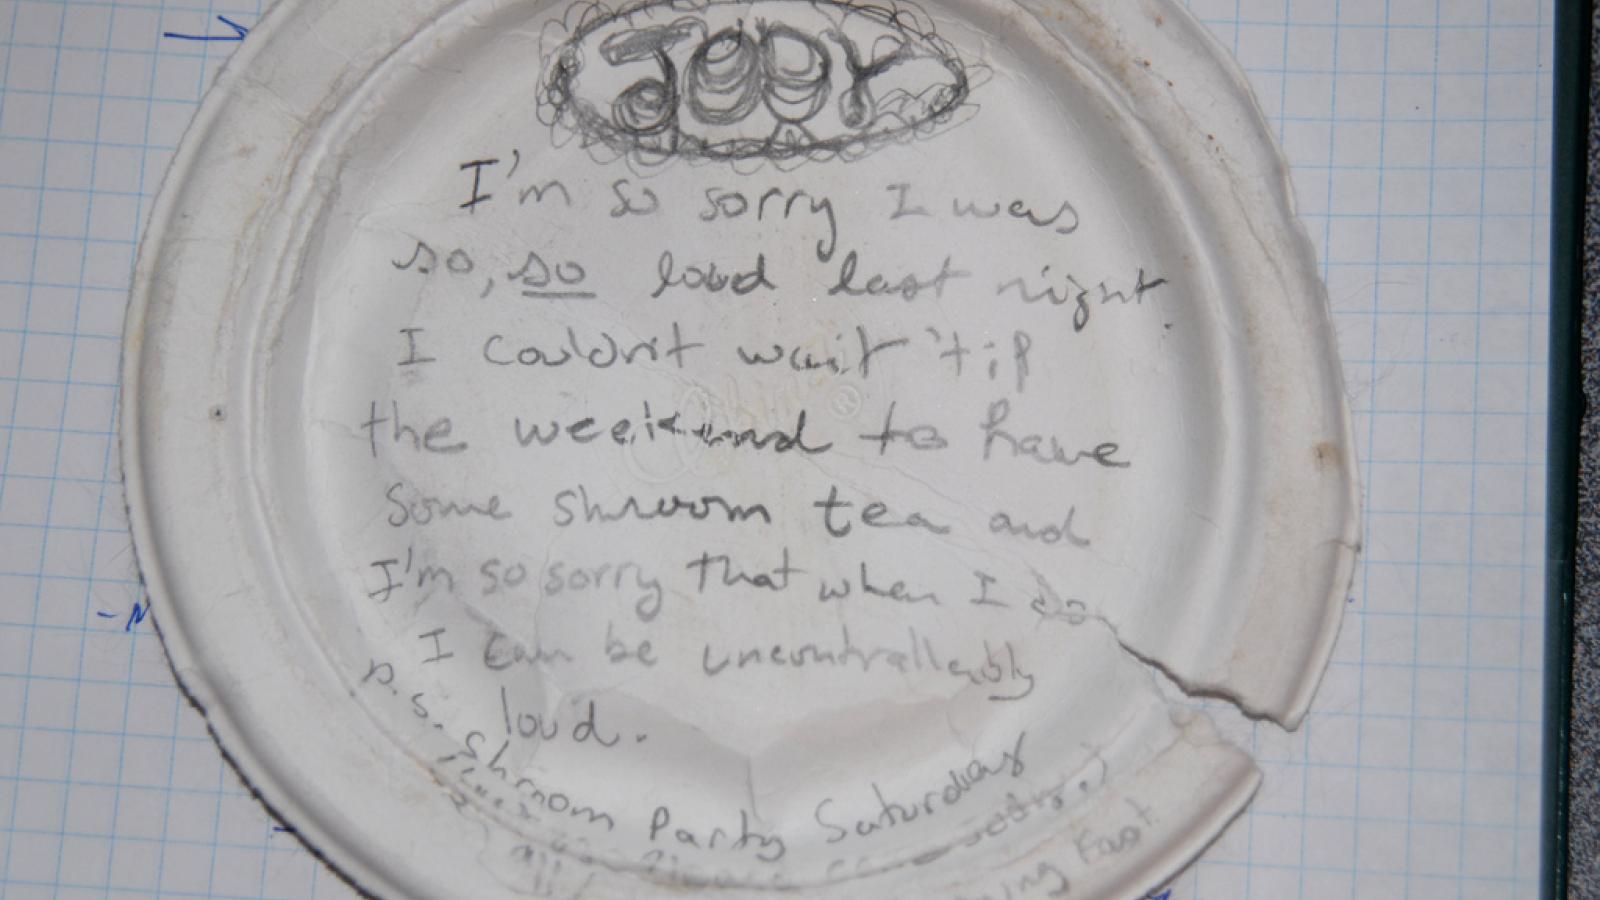 JODY
I'm so sorry I was
so, so loud last night.
I couldn't wait 'til
the weekend to have
some shroom tea and
I'm so sorry that when I do
I can be uncontrollably
loud.
p.s. Shroom Party Saturday
Fast